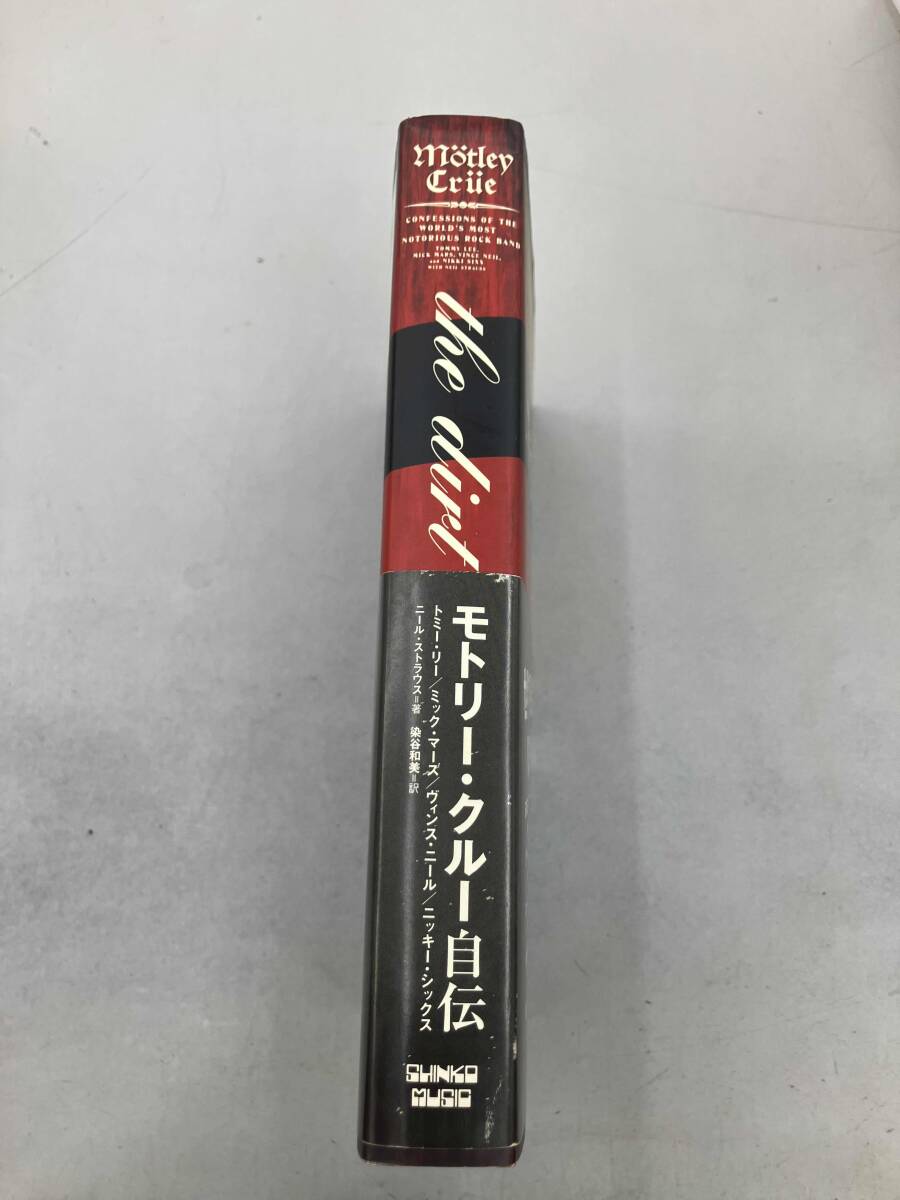 Mötley
Crüe
CONFESSIONS OF THE
WORLD'S MOST
NOTORIOUS ROCK BAND
TOMMY LEE,
MICK MARS, VINCE NEIL,
and NIKKI SIXX
WITH NEIL STRAUSS
the dirt
モトリー・クルー自伝
トミー・リー/ミック・マーズ/ヴィンス・ニール/ニッキー・シックス
ニール・ストラウス=著 染谷和美=訳
SHINKO
MUSIC